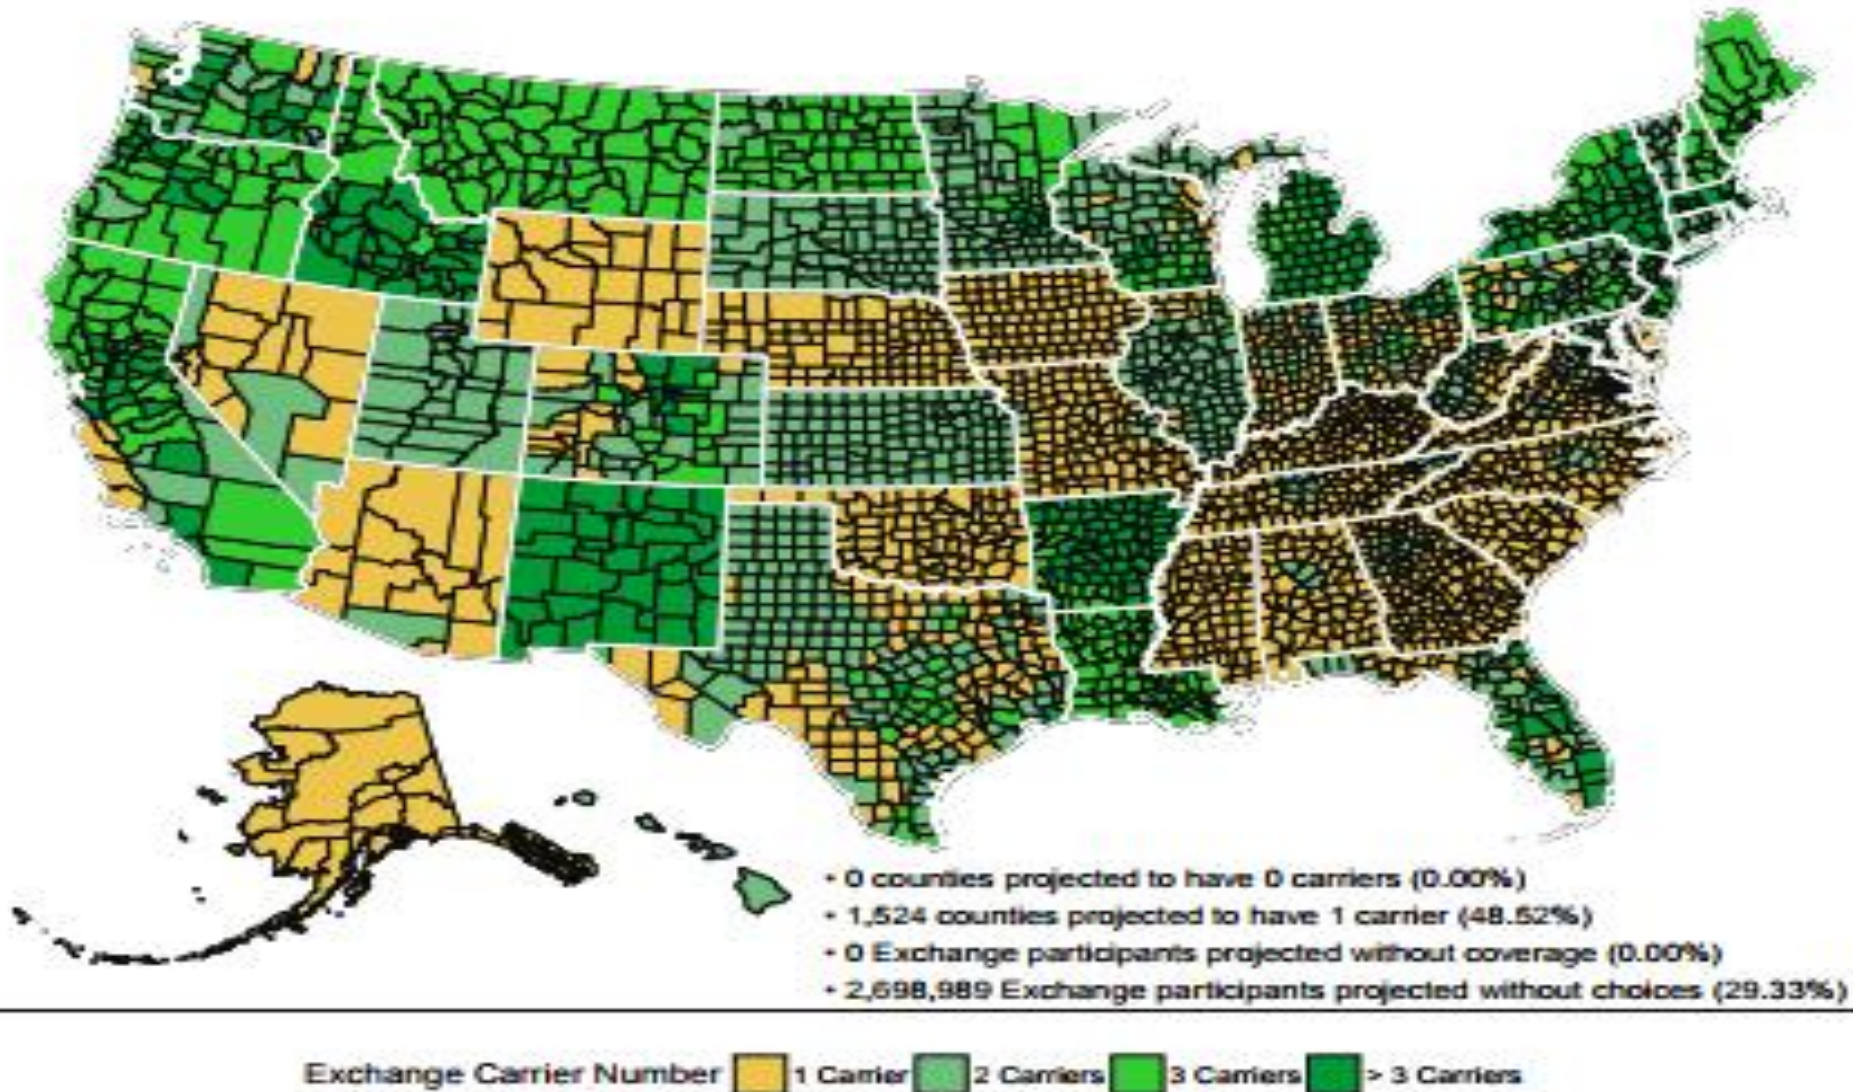 • 0 counties projected to have 0 carriers (0.00%)
• 1,524 counties projected to have 1 carrier (48.52%)
• 0 Exchange participants projected without coverage (0.00%)
• 2,698,989 Exchange participants projected without choices (29.33%)
Exchange Carrier Number 1 Carrier 2 Carriers 3 Carriers > 3 Carriers